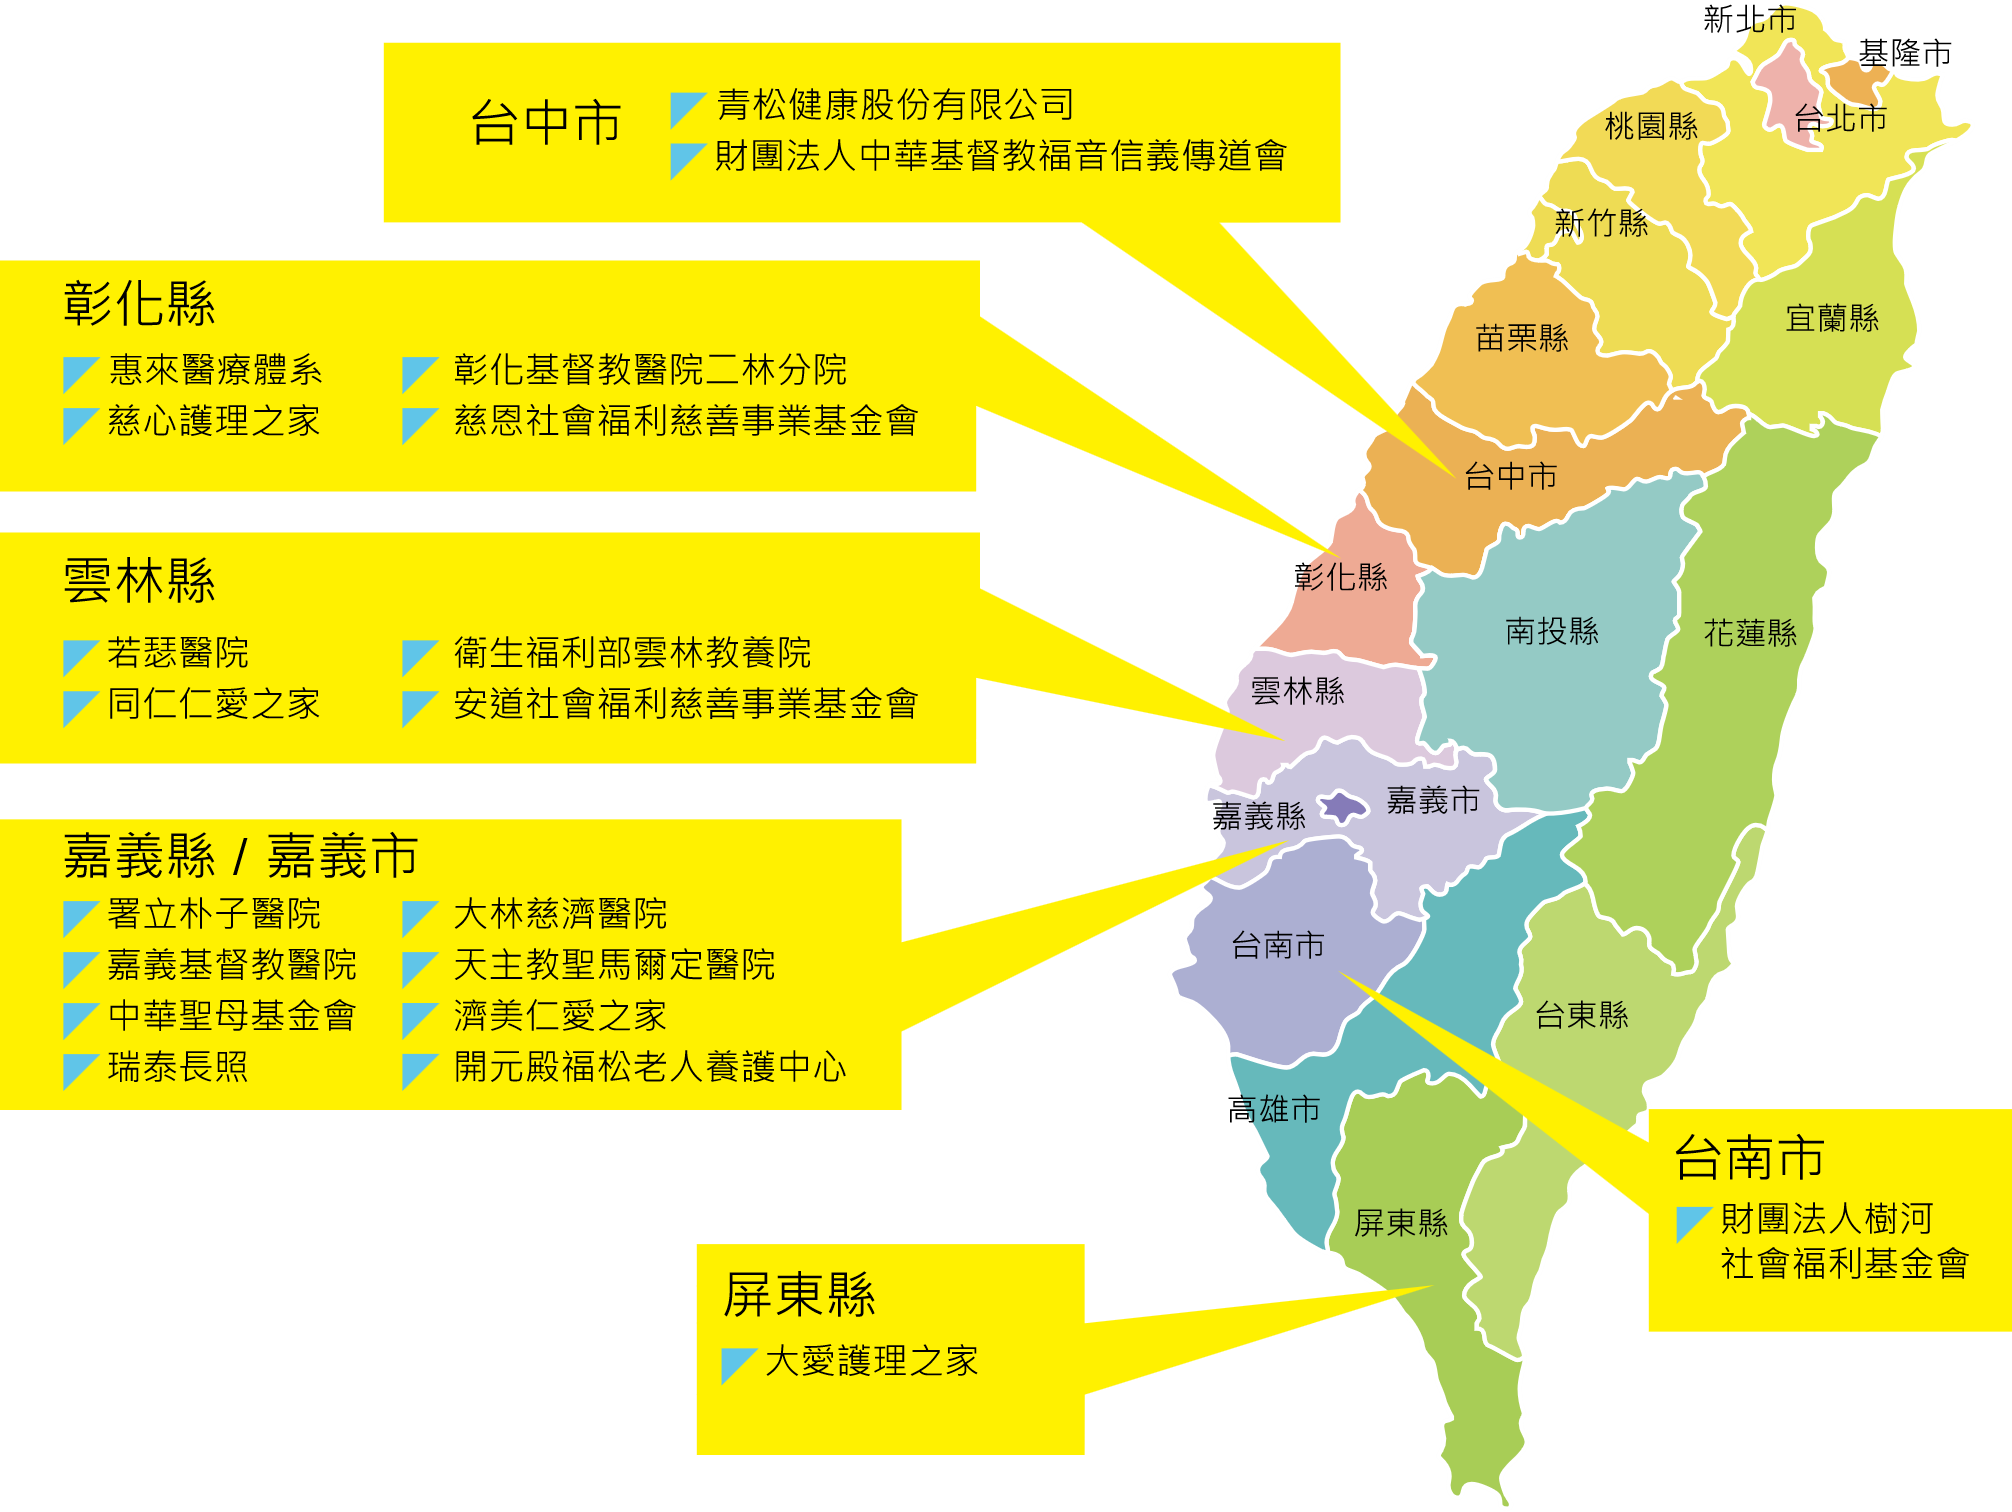 台中市
青松健康股份有限公司
財團法人中華基督教福音信義傳道會
彰化縣
惠來醫療體系
慈心護理之家
彰化基督教醫院二林分院
慈恩社會福利慈善事業基金會
雲林縣
若瑟醫院
同仁仁愛之家
衛生福利部雲林教養院
安道社會福利慈善事業基金會
嘉義縣 / 嘉義市
署立朴子醫院
嘉義基督教醫院
中華聖母基金會
瑞泰長照
大林慈濟醫院
天主教聖馬爾定醫院
濟美仁愛之家
開元殿福松老人養護中心
屏東縣
大愛護理之家
台南市
財團法人樹河
社會福利基金會
新北市
基隆市
台北市
桃園縣
新竹縣
宜蘭縣
苗栗縣
台中市
彰化縣
南投縣
花蓮縣
雲林縣
嘉義縣
嘉義市
台南市
台東縣
高雄市
屏東縣